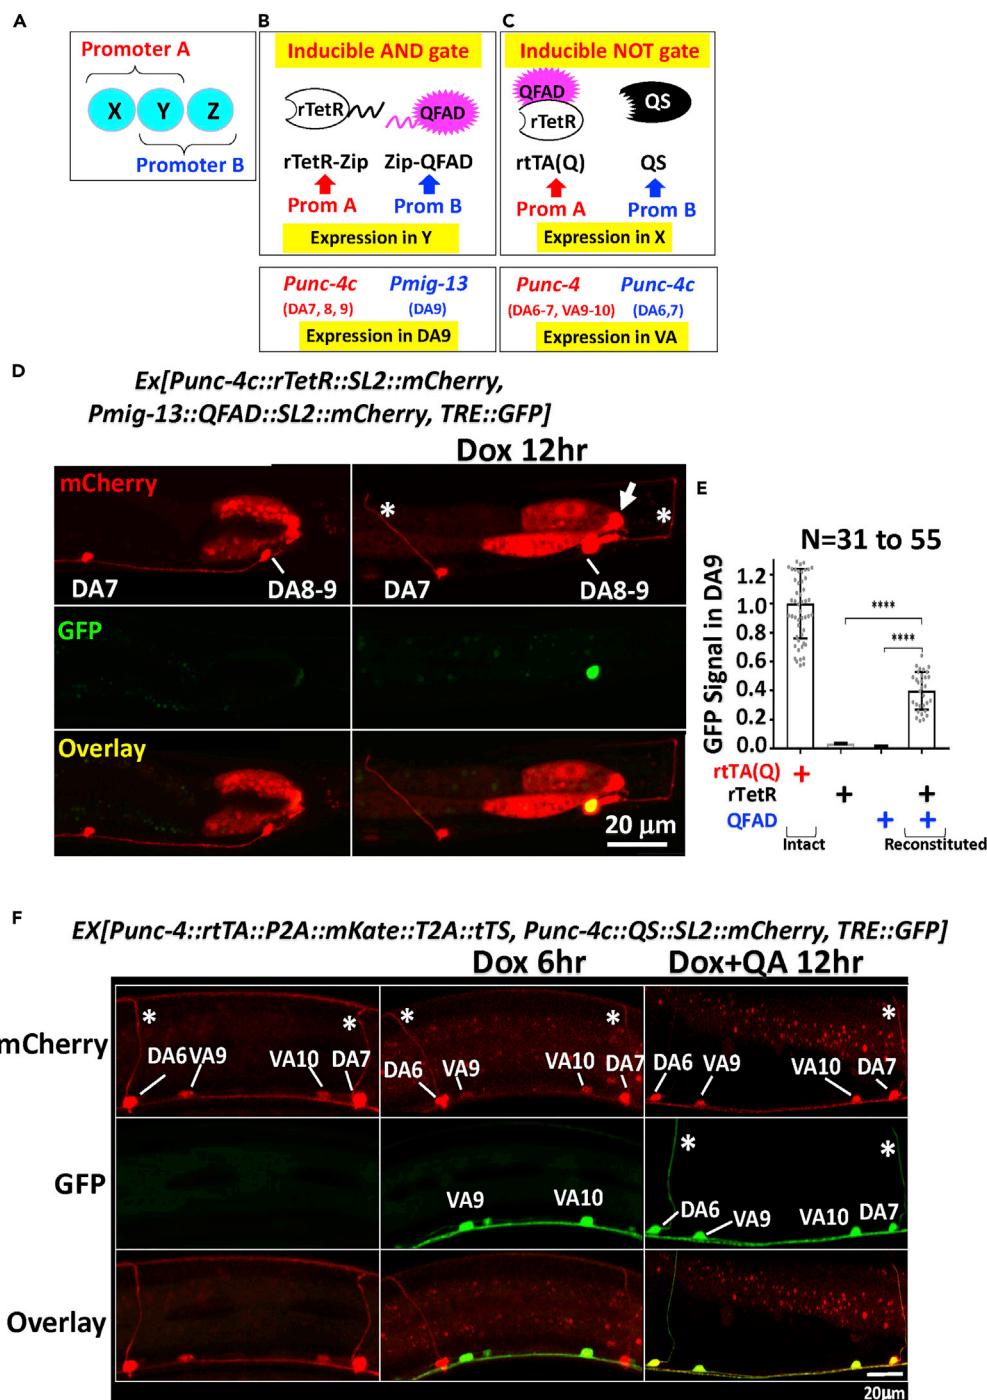 A
Promoter A
X Y Z
Promoter B
B
Inducible AND gate
rTetR QFAD
rTetR-Zip Zip-QFAD
Prom A Prom B
Expression in Y
Punc-4c Pmig-13
(DA7, 8, 9) (DA9)
Expression in DA9
C
Inducible NOT gate
QFAD
rTetR QS
rtTA(Q) QS
Prom A Prom B
Expression in X
Punc-4 Punc-4c
(DA6-7, VA9-10) (DA6,7)
Expression in VA
D
Ex[Punc-4c::rTetR::SL2::mCherry,
Pmig-13::QFAD::SL2::mCherry, TRE::GFP]
Dox 12hr
mCherry
* *
DA7 DA8-9 DA7 DA8-9
GFP
Overlay
20 µm
E
N=31 to 55
GFP Signal in DA9
1.2
1.0
0.8
0.6
0.4
0.2
0.0
****
****
rtTA(Q) +
rTetR + +
QFAD + +
Intact Reconstituted
F
EX[Punc-4::rtTA::P2A::mKate::T2A::tTS, Punc-4c::QS::SL2::mCherry, TRE::GFP]
Dox 6hr Dox+QA 12hr
mCherry
* * * * *
DA6 VA9 VA10 DA7
DA6 VA9 VA10 DA7
DA6 VA9 VA10 DA7
GFP
VA9 VA10
* *
DA6 VA9 VA10 DA7
Overlay
20µm